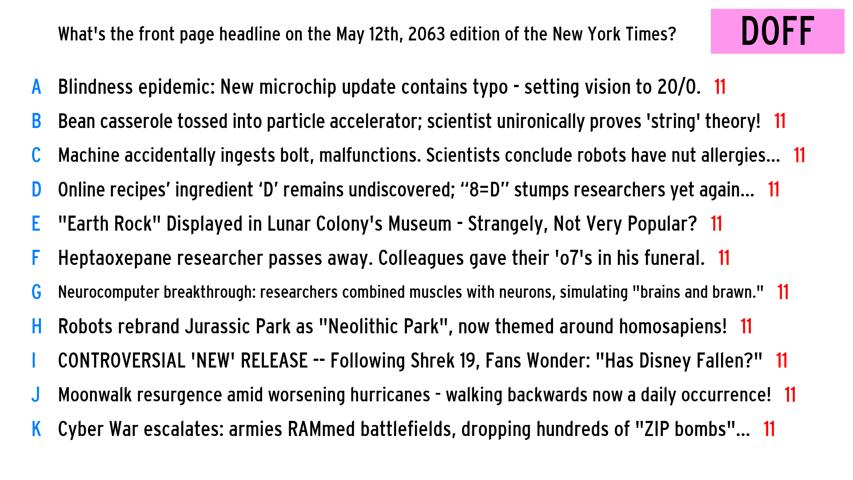 What's the front page headline on the May 12th, 2063 edition of the New York Times? DOFF
A Blindness epidemic: New microchip update contains typo - setting vision to 20/0. 11
B Bean casserole tossed into particle accelerator; scientist unironically proves 'string' theory! 11
C Machine accidentally ingests bolt, malfunctions. Scientists conclude robots have nut allergies... 11
D Online recipes’ ingredient ‘D’ remains undiscovered; “8=D” stumps researchers yet again... 11
E "Earth Rock" Displayed in Lunar Colony's Museum - Strangely, Not Very Popular? 11
F Heptaoxepane researcher passes away. Colleagues gave their 'o7's in his funeral. 11
G Neurocomputer breakthrough: researchers combined muscles with neurons, simulating "brains and brawn." 11
H Robots rebrand Jurassic Park as "Neolithic Park", now themed around homosapiens! 11
I CONTROVERSIAL 'NEW' RELEASE -- Following Shrek 19, Fans Wonder: "Has Disney Fallen?" 11
J Moonwalk resurgence amid worsening hurricanes - walking backwards now a daily occurrence! 11
K Cyber War escalates: armies RAMmed battlefields, dropping hundreds of "ZIP bombs"... 11